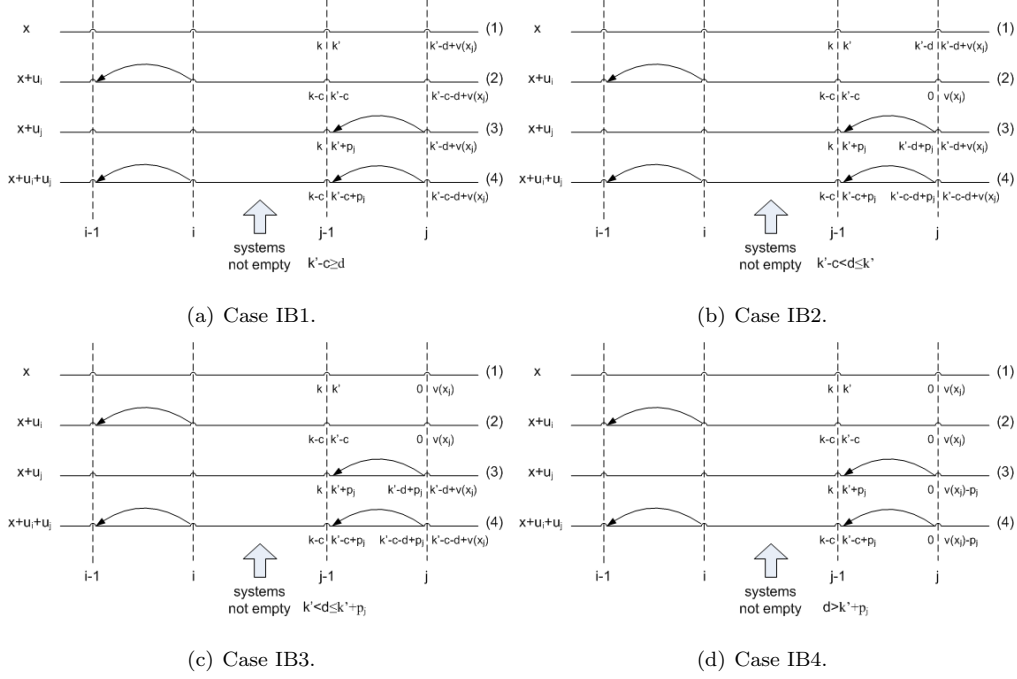 x (1)
k k' k'-d+v(xj)
x+ui (2)
k-c k'-c k'-c-d+v(xj)
x+uj (3)
k k'+pj k'-d+v(xj)
x+ui+uj (4)
k-c k'-c+pj k'-c-d+v(xj)
i-1 i j-1 j
systems
not empty k'-c≥d
(a) Case IB1.
x (1)
k k' k'-d k'-d+v(xj)
x+ui (2)
k-c k'-c 0 v(xj)
x+uj (3)
k k'+pj k'-d+pj k'-d+v(xj)
x+ui+uj (4)
k-c k'-c+pj k'-c-d+pj k'-c-d+v(xj)
i-1 i j-1 j
systems
not empty k'-c<d≤k'
(b) Case IB2.
x (1)
k k' 0 v(xj)
x+ui (2)
k-c k'-c 0 v(xj)
x+uj (3)
k k'+pj k'-d+pj k'-d+v(xj)
x+ui+uj (4)
k-c k'-c+pj k'-c-d+pj k'-c-d+v(xj)
i-1 i j-1 j
systems
not empty k'<d≤k'+pj
(c) Case IB3.
x (1)
k k' 0 v(xj)
x+ui (2)
k-c k'-c 0 v(xj)
x+uj (3)
k k'+pj 0 v(xj)-pj
x+ui+uj (4)
k-c k'-c+pj 0 v(xj)-pj
i-1 i j-1 j
systems
not empty d>k'+pj
(d) Case IB4.